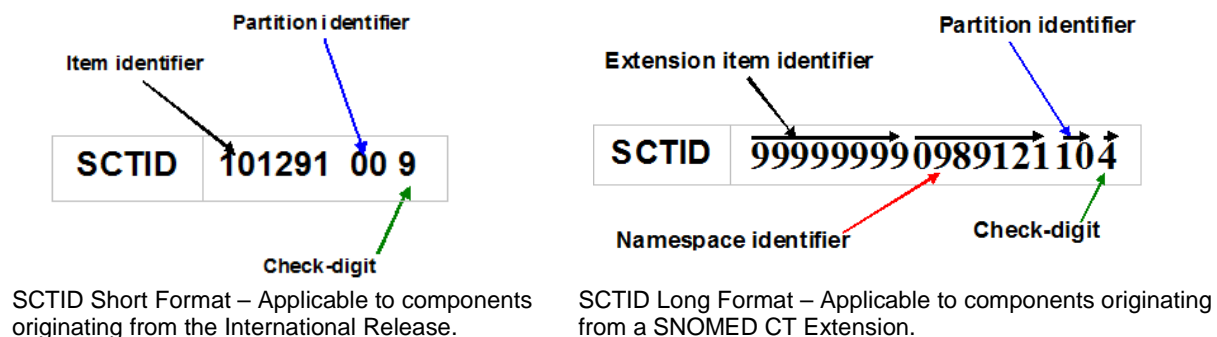 Partition identifier
Item identifier
SCTID 101291 00 9
Check-digit
SCTID Short Format – Applicable to components
originating from the International Release.
Partition identifier
Extension item identifier
SCTID 99999999 0989121 10 4
Namespace identifier
Check-digit
SCTID Long Format – Applicable to components originating
from a SNOMED CT Extension.